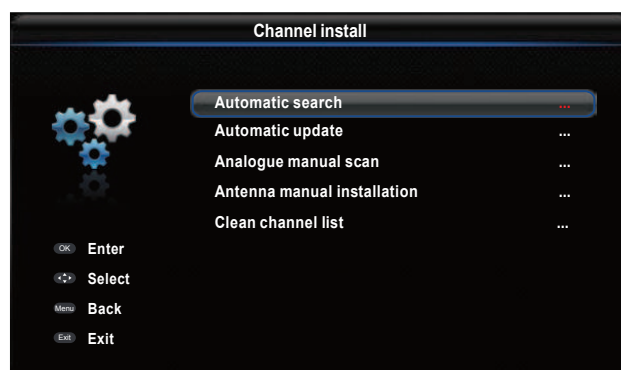 Channel install
Automatic search ...
Automatic update ...
Analogue manual scan ...
Antenna manual installation ...
Clean channel list ...
OK Enter
Select
Menu Back
Exit Exit